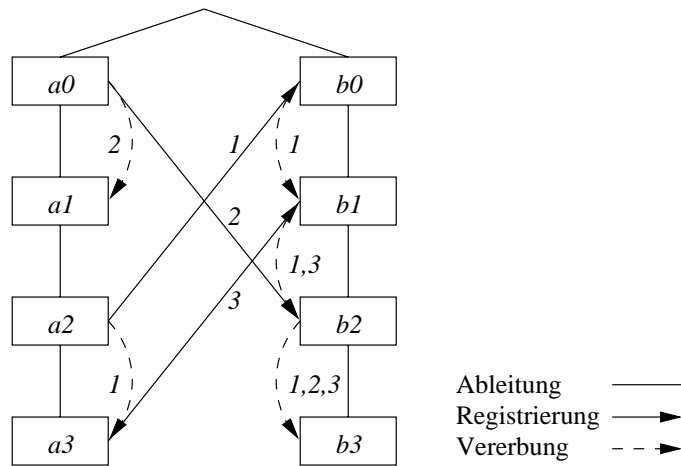 a0 b0
2 1 1
a1 b1
2
1,3
3
a2 b2
1 1,2,3
Ableitung
a3 b3
Registrierung
Vererbung